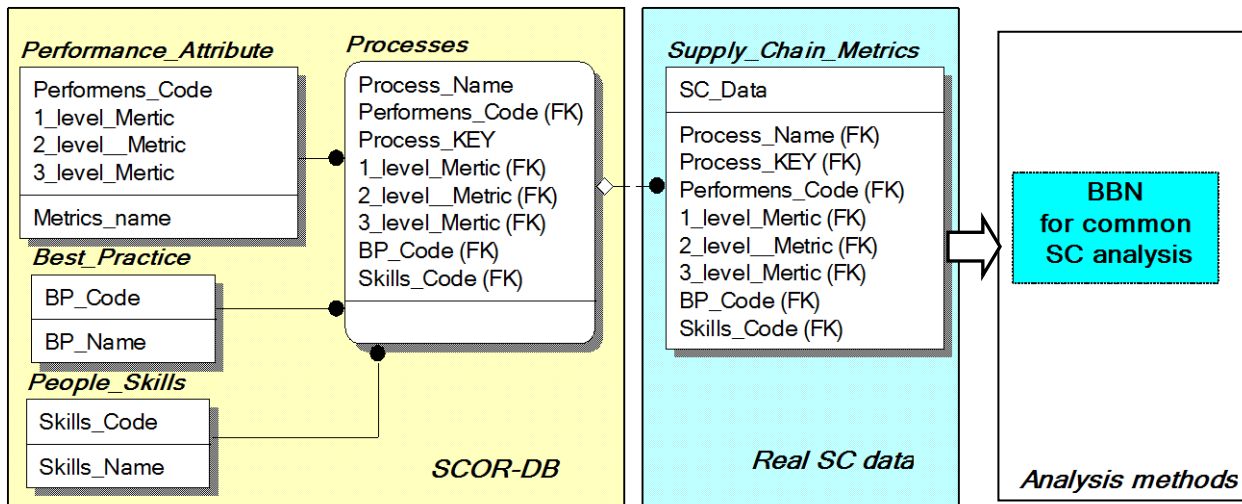 Performance_Attribute
Performens_Code
1_level_Mertic
2_level__Metric
3_level_Mertic
Metrics_name
Best_Practice
BP_Code
BP_Name
People_Skills
Skills_Code
Skills_Name
Processes
Process_Name
Performens_Code (FK)
Process_KEY
1_level_Mertic (FK)
2_level__Metric (FK)
3_level_Mertic (FK)
BP_Code (FK)
Skills_Code (FK)
SCOR-DB
Supply_Chain_Metrics
SC_Data
Process_Name (FK)
Process_KEY (FK)
Performens_Code (FK)
1_level_Mertic (FK)
2_level__Metric (FK)
3_level_Mertic (FK)
BP_Code (FK)
Skills_Code (FK)
Real SC data
BBN
for common
SC analysis
Analysis methods